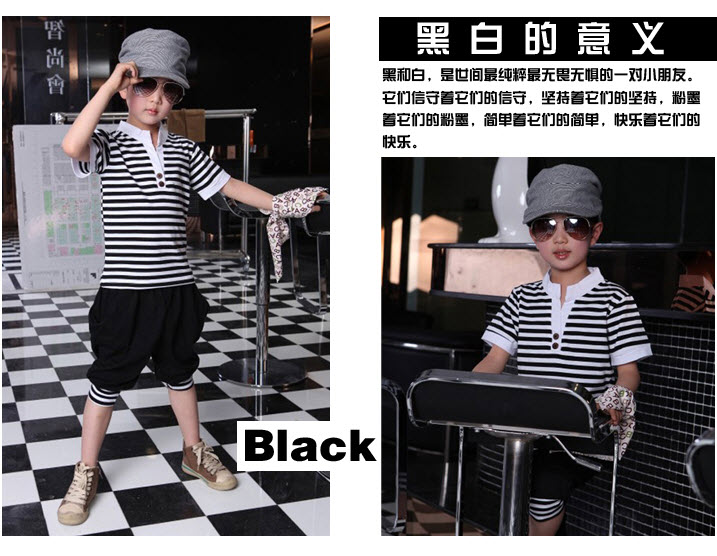 智
尚
會
黑白的意义
黑和白，是世间最纯粹最无畏无惧的一对小朋友。
它们信守着它们的信守，坚持着它们的坚持，粉墨
着它们的粉墨，简单着它们的简单，快乐着它们的
快乐。
Black